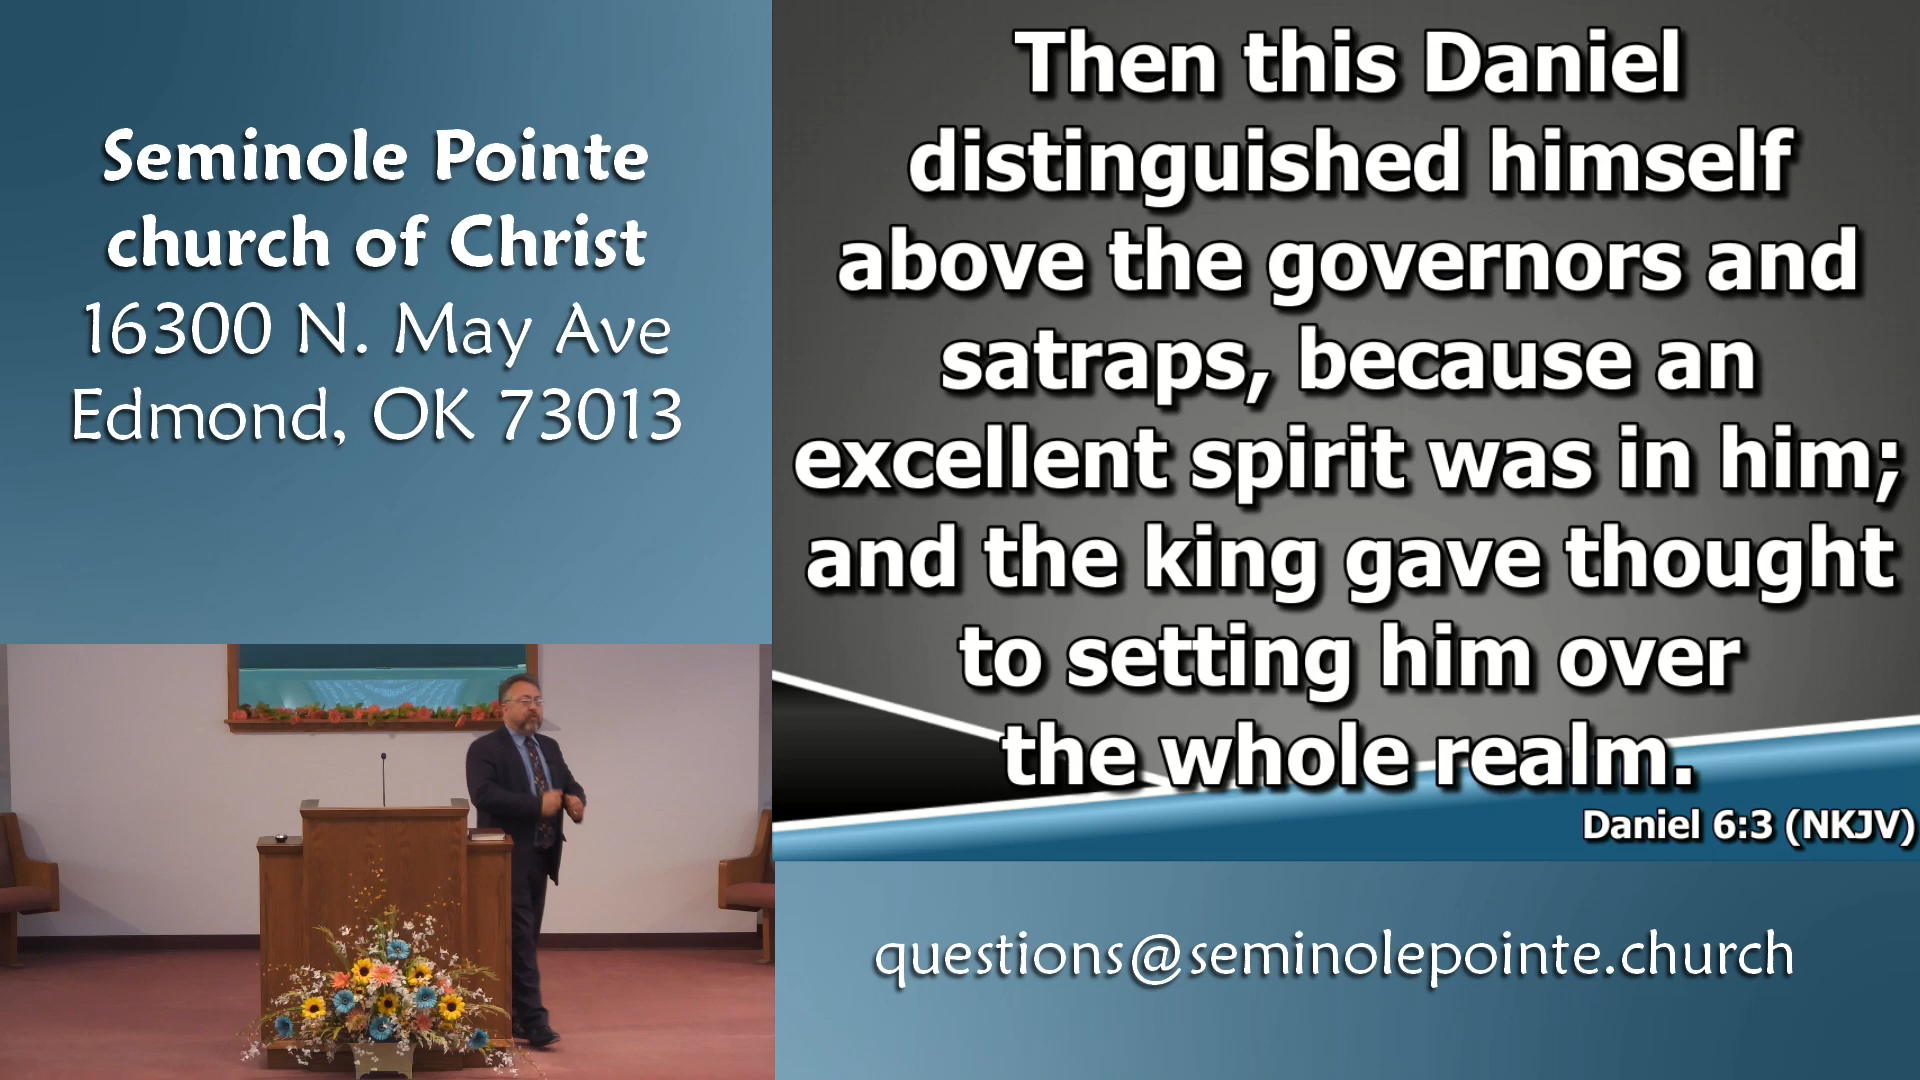 Seminole Pointe
church of Christ
16300 N. May Ave
Edmond, OK 73013
Then this Daniel
distinguished himself
above the governors and
satraps, because an
excellent spirit was in him;
and the king gave thought
to setting him over
the whole realm.
Daniel 6:3 (NKJV)
questions@seminolepointe.church